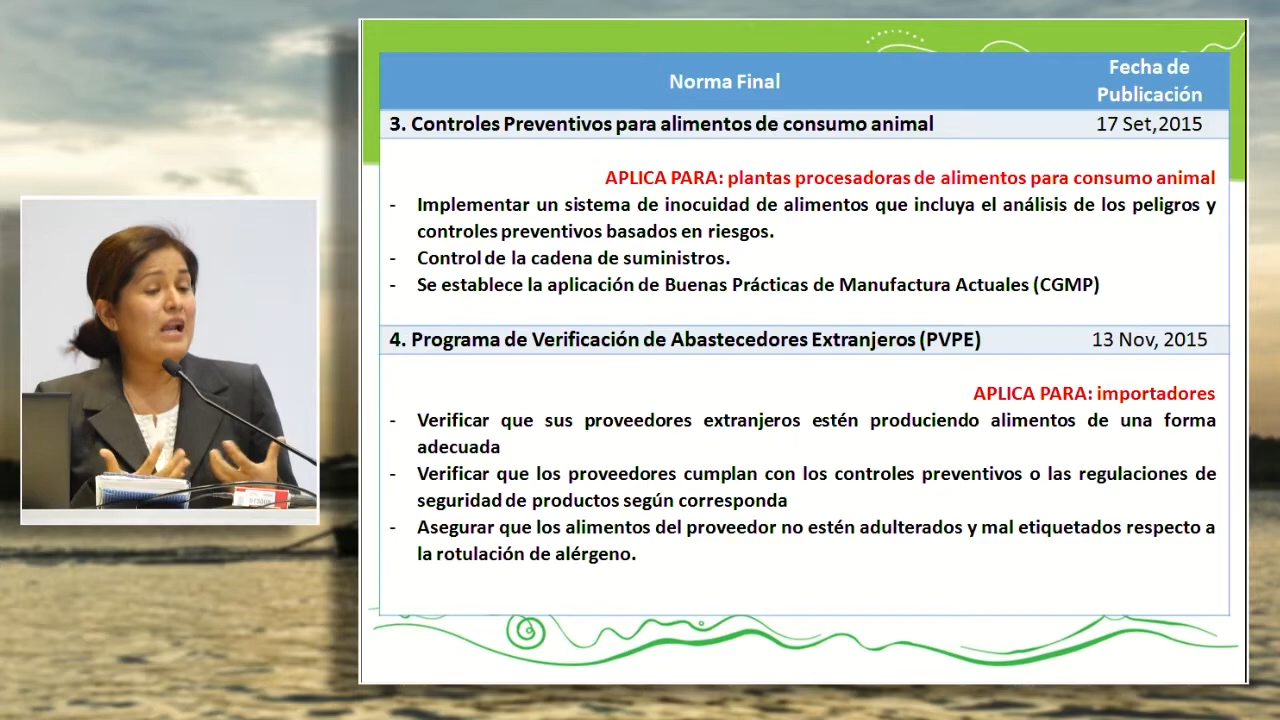 Norma Final
Fecha de
Publicación
3. Controles Preventivos para alimentos de consumo animal
17 Set,2015
APLICA PARA: plantas procesadoras de alimentos para consumo animal
- Implementar un sistema de inocuidad de alimentos que incluya el análisis de los peligros y
controles preventivos basados en riesgos.
- Control de la cadena de suministros.
- Se establece la aplicación de Buenas Prácticas de Manufactura Actuales (CGMP)
4. Programa de Verificación de Abastecedores Extranjeros (PVPE)
13 Nov, 2015
APLICA PARA: importadores
- Verificar que sus proveedores extranjeros estén produciendo alimentos de una forma
adecuada
- Verificar que los proveedores cumplan con los controles preventivos o las regulaciones de
seguridad de productos según corresponda
- Asegurar que los alimentos del proveedor no estén adulterados y mal etiquetados respecto a
la rotulación de alérgeno.